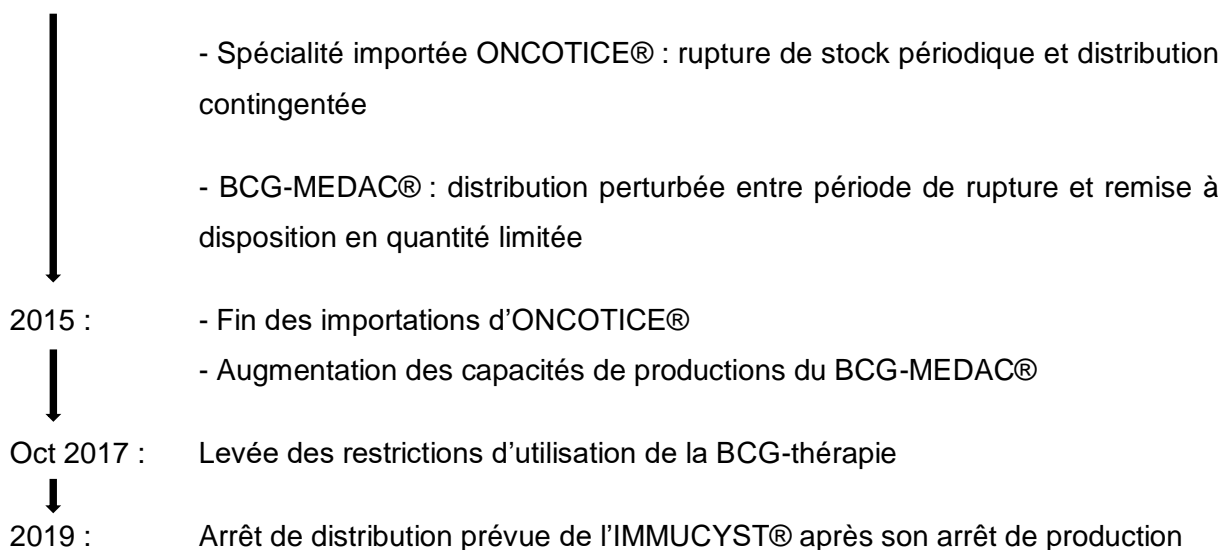 - Spécialité importée ONCOTICE® : rupture de stock périodique et distribution
contingentée
- BCG-MEDAC® : distribution perturbée entre période de rupture et remise à
disposition en quantité limitée
2015 : - Fin des importations d’ONCOTICE®
- Augmentation des capacités de productions du BCG-MEDAC®
Oct 2017 : Levée des restrictions d’utilisation de la BCG-thérapie
2019 : Arrêt de distribution prévue de l’IMMUCYST® après son arrêt de production